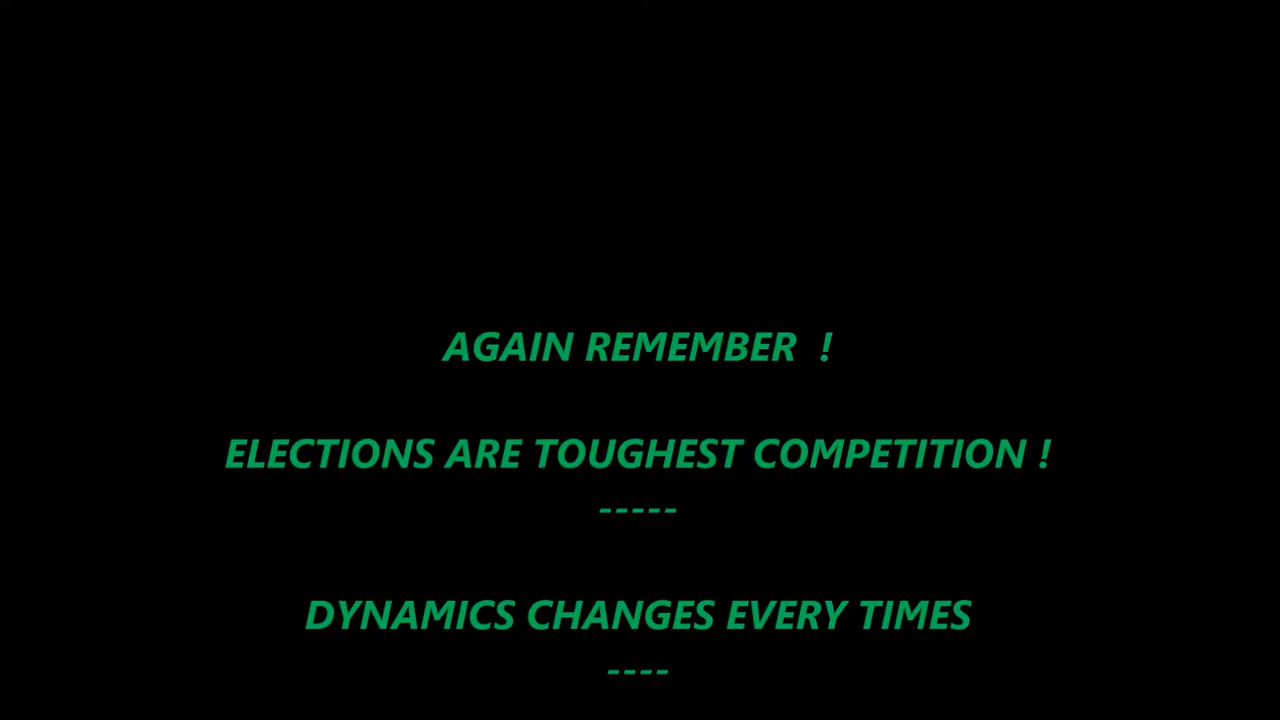 AGAIN REMEMBER  !
ELECTIONS ARE TOUGHEST COMPETITION !
-----
DYNAMICS CHANGES EVERY TIMES
----